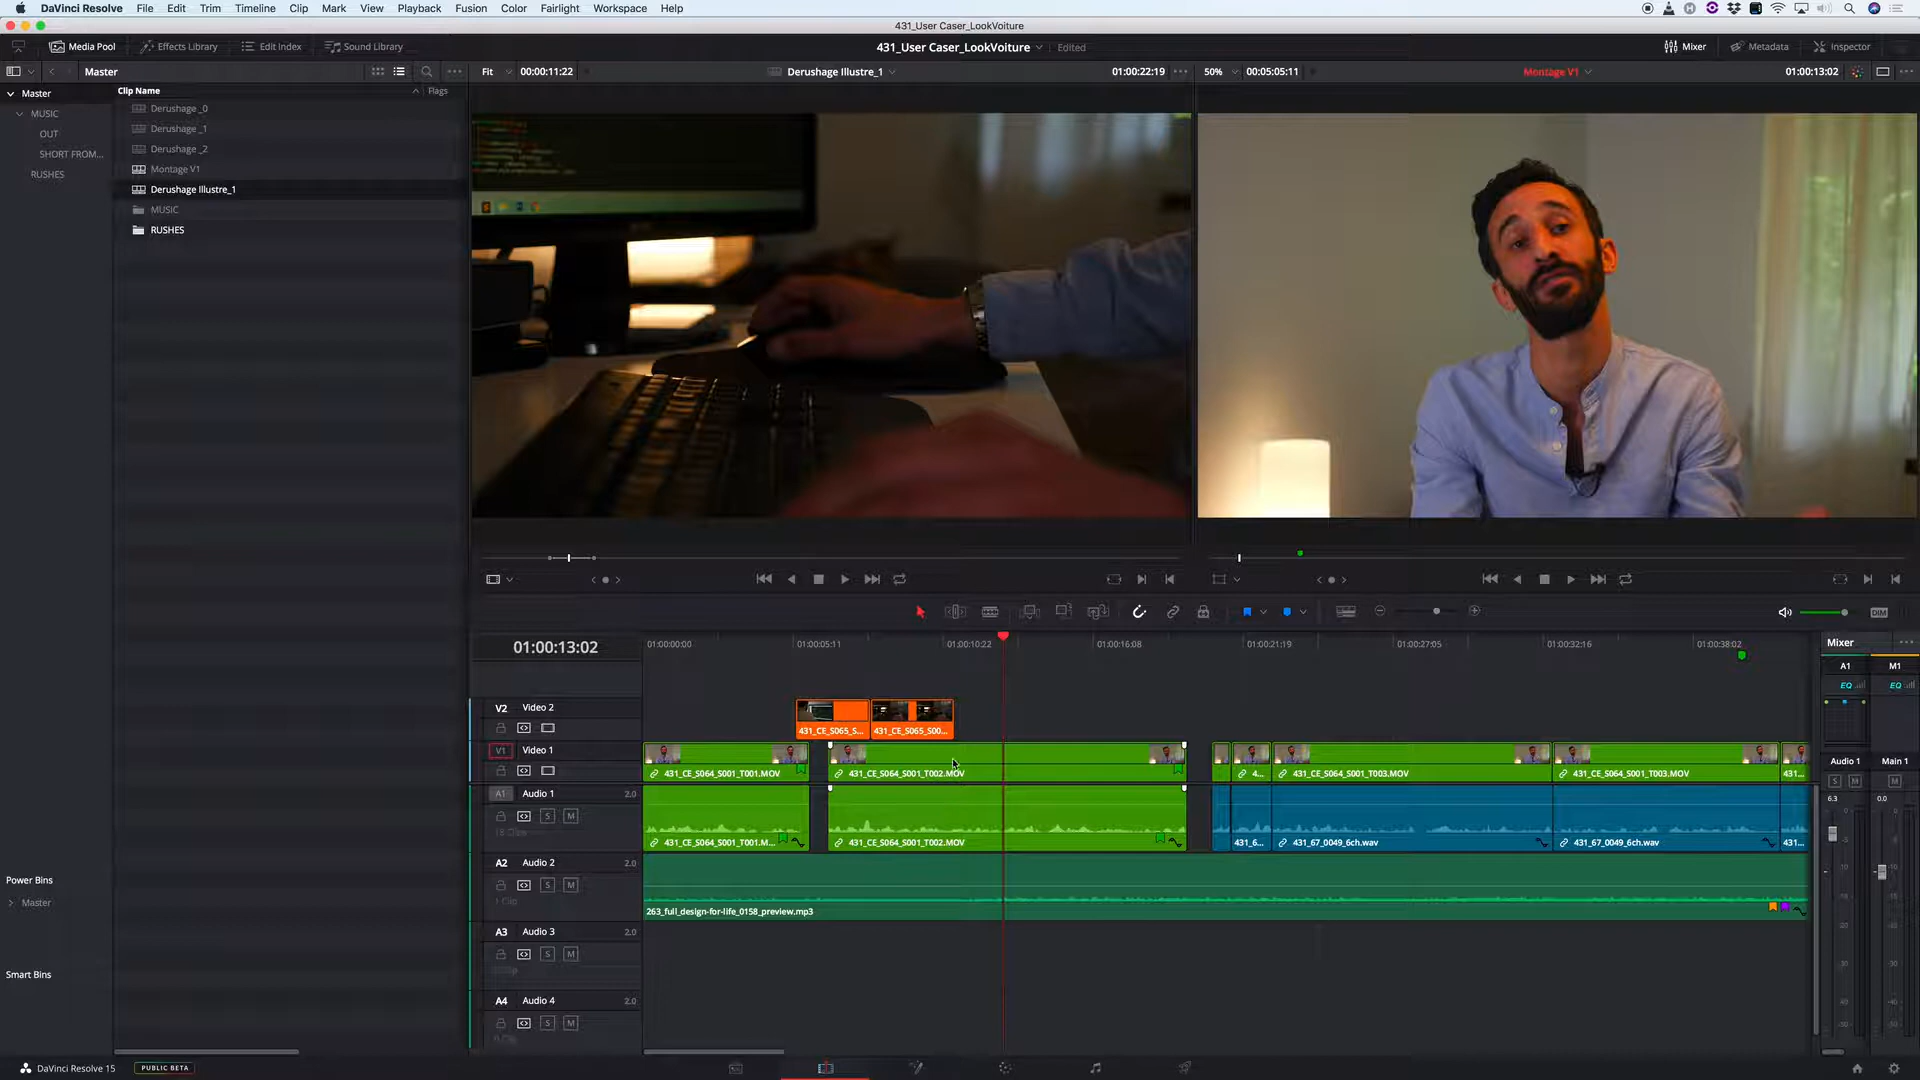 DaVinci Resolve File Edit Trim Timeline Clip Mark View Playback Fusion Color Fairlight Workspace Help
431_User Caser_LookVoiture
Media Pool Effects Library Edit Index Sound Library
431_User Caser_LookVoiture Edited
Mixer Metadata Inspector
Master
Fit 00:00:11:22 Derushage Illustre_1 01:00:22:19
50% 00:05:05:11 Montage V1 01:00:13:02
Master
MUSIC
OUT
SHORT FROM...
RUSHES
Clip Name Flags
Derushage _0
Derushage _1
Derushage _2
Montage V1
Derushage Illustre_1
MUSIC
RUSHES
Power Bins
Master
Smart Bins
DIM
01:00:13:02
01:00:00:00 01:00:05:11 01:00:10:22 01:00:16:08 01:00:21:19 01:00:27:05 01:00:32:16 01:00:38:02
V2 Video 2
431_CE_S065_S... 431_CE_S065_S00...
V1 Video 1
431_CE_S064_S001_T001.MOV 431_CE_S064_S001_T002.MOV 4... 431_CE_S064_S001_T003.MOV 431_CE_S064_S001_T003.MOV 431...
A1 Audio 1 2.0
S M
431_CE_S064_S001_T001.M... 431_CE_S064_S001_T002.MOV 431_6... 431_67_0049_6ch.wav 431_67_0049_6ch.wav 431...
A2 Audio 2 2.0
S M
1 Clip
263_full_design-for-life_0158_preview.mp3
A3 Audio 3 2.0
S M
A4 Audio 4 2.0
S M
Mixer
A1 M1
EQ EQ
Audio 1 Main 1
S M M
6.3 0.0
DaVinci Resolve 15 PUBLIC BETA